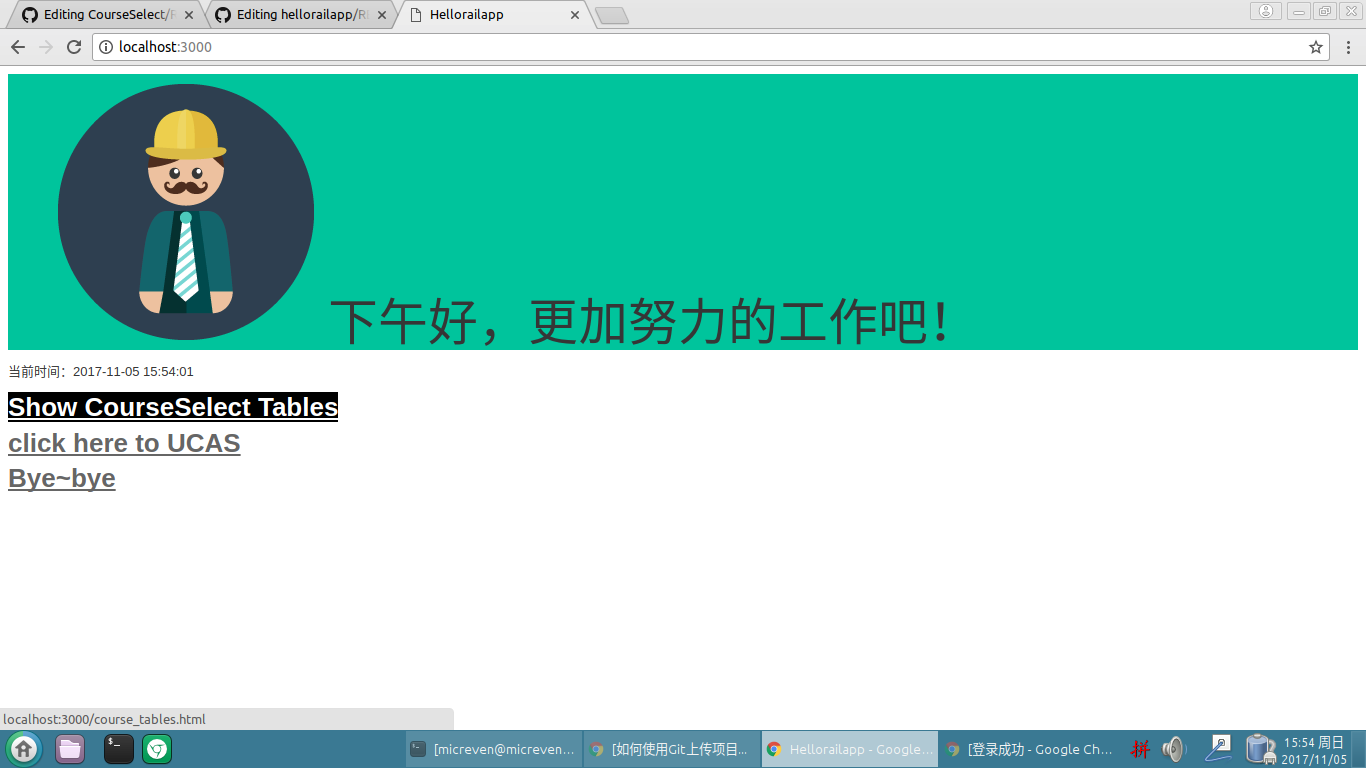 Editing CourseSelect/R
Editing hellorailapp/R
Hellorailapp
localhost:3000
下午好，更加努力的工作吧！
当前时间：2017-11-05 15:54:01
Show CourseSelect Tables
click here to UCAS
Bye~bye
localhost:3000/course_tables.html
[micreven@micreven...
[如何使用Git上传项目...
Hellorailapp - Google...
[登录成功 - Google Ch...
拼
15:54 周日
2017/11/05